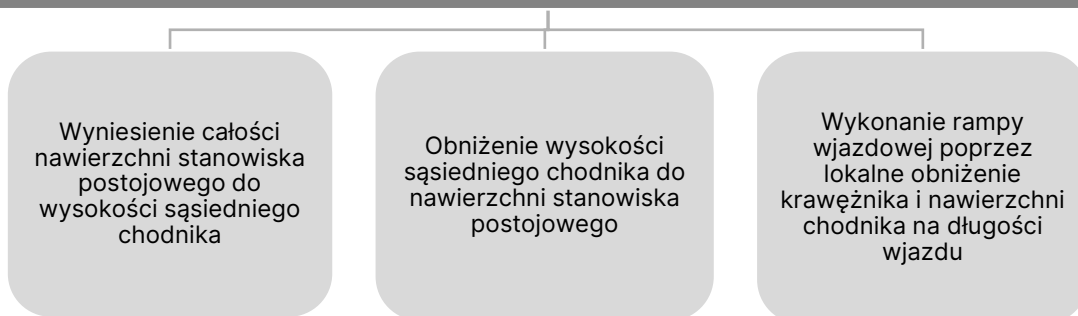 Wyniesienie całości
nawierzchni stanowiska
postojowego do
wysokości sąsiedniego
chodnika
Obniżenie wysokości
sąsiedniego chodnika do
nawierzchni stanowiska
postojowego
Wykonanie rampy
wjazdowej poprzez
lokalne obniżenie
krawężnika i nawierzchni
chodnika na długości
wjazdu